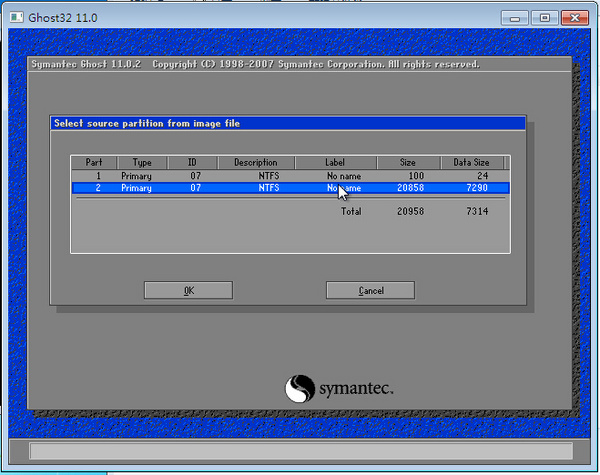 Ghost32 11.0
Symantec Ghost 11.0.2 Copyright (C) 1998-2007 Symantec Corporation. All rights reserved.
Select source partition from image file
Part Type ID Description Label Size Data Size
1 Primary 07 NTFS No name 100 24
2 Primary 07 NTFS No name 20858 7290
Total 20958 7314
OK Cancel
symantec.